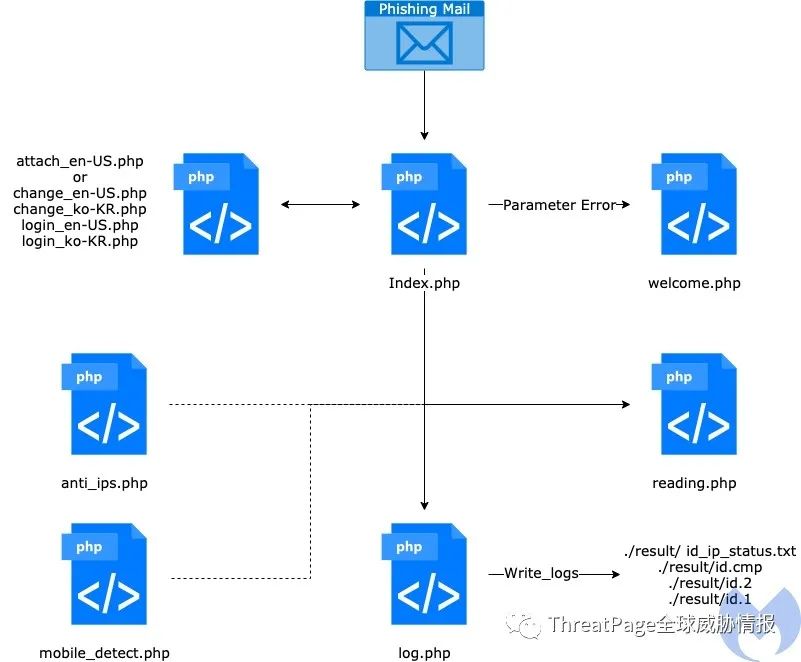 Phishing Mail
attach_en-US.php
or
change_en-US.php
change_ko-KR.php
login_en-US.php
login_ko-KR.php
php
</>
php
</>
Index.php
Parameter Error
php
</>
welcome.php
php
</>
anti_ips.php
php
</>
reading.php
php
</>
mobile_detect.php
php
</>
log.php
Write_logs
./result/ id_ip_status.txt
./result/id.cmp
./result/id.2
./result/id.1
ThreatPage全球威胁情报